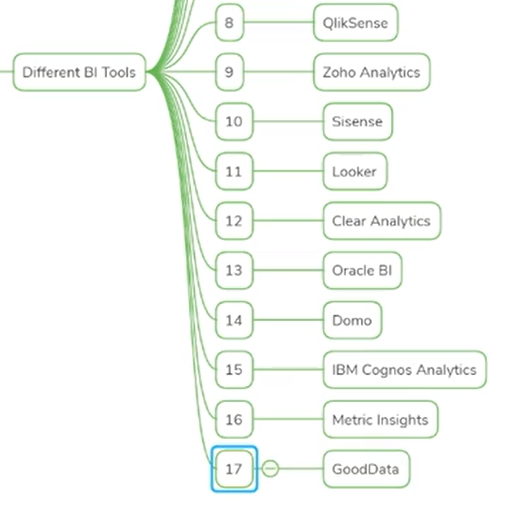 8 QlikSense
Different BI Tools 9 Zoho Analytics
10 Sisense
11 Looker
12 Clear Analytics
13 Oracle BI
14 Domo
15 IBM Cognos Analytics
16 Metric Insights
17 GoodData